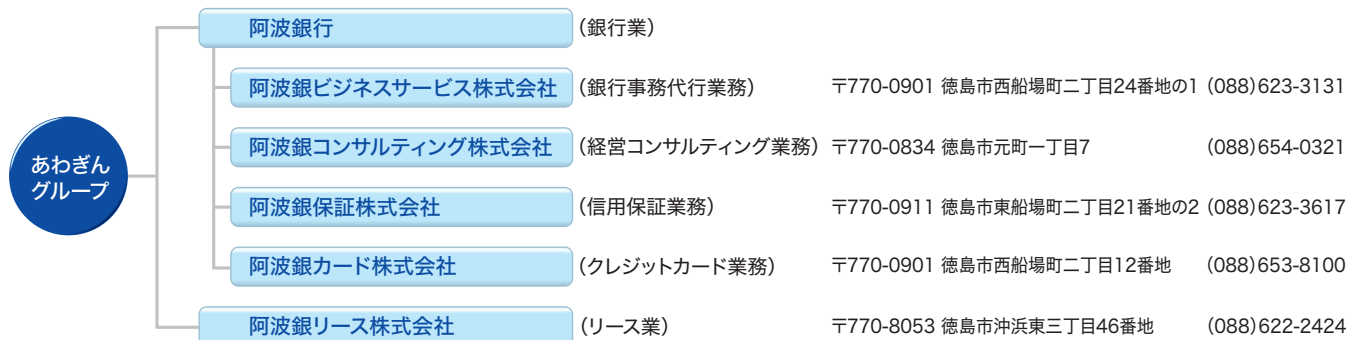 あわぎん
グループ
阿波銀行 (銀行業)
阿波銀ビジネスサービス株式会社 (銀行事務代行業務) 〒770-0901 徳島市西船場町二丁目24番地の1 (088)623-3131
阿波銀コンサルティング株式会社 (経営コンサルティング業務) 〒770-0834 徳島市元町一丁目7 (088)654-0321
阿波銀保証株式会社 (信用保証業務) 〒770-0911 徳島市東船場町二丁目21番地の2 (088)623-3617
阿波銀カード株式会社 (クレジットカード業務) 〒770-0901 徳島市西船場町二丁目12番地 (088)653-8100
阿波銀リース株式会社 (リース業) 〒770-8053 徳島市沖浜東三丁目46番地 (088)622-2424